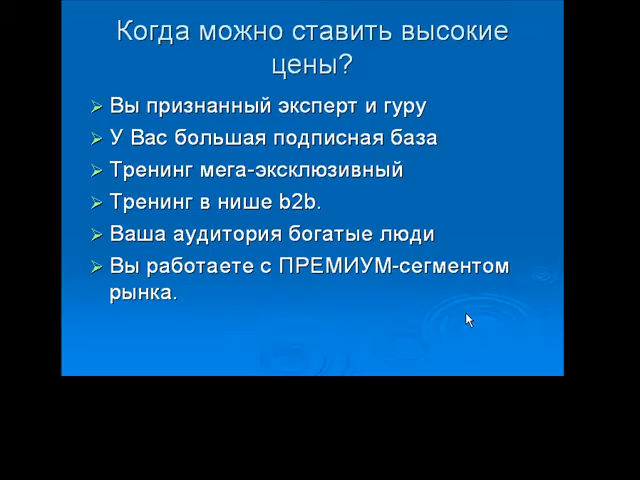 Когда можно ставить высокие
цены?
Вы признанный эксперт и гуру
У Вас большая подписная база
Тренинг мега-эксклюзивный
Тренинг в нише b2b.
Ваша аудитория богатые люди
Вы работаете с ПРЕМИУМ-сегментом
рынка.